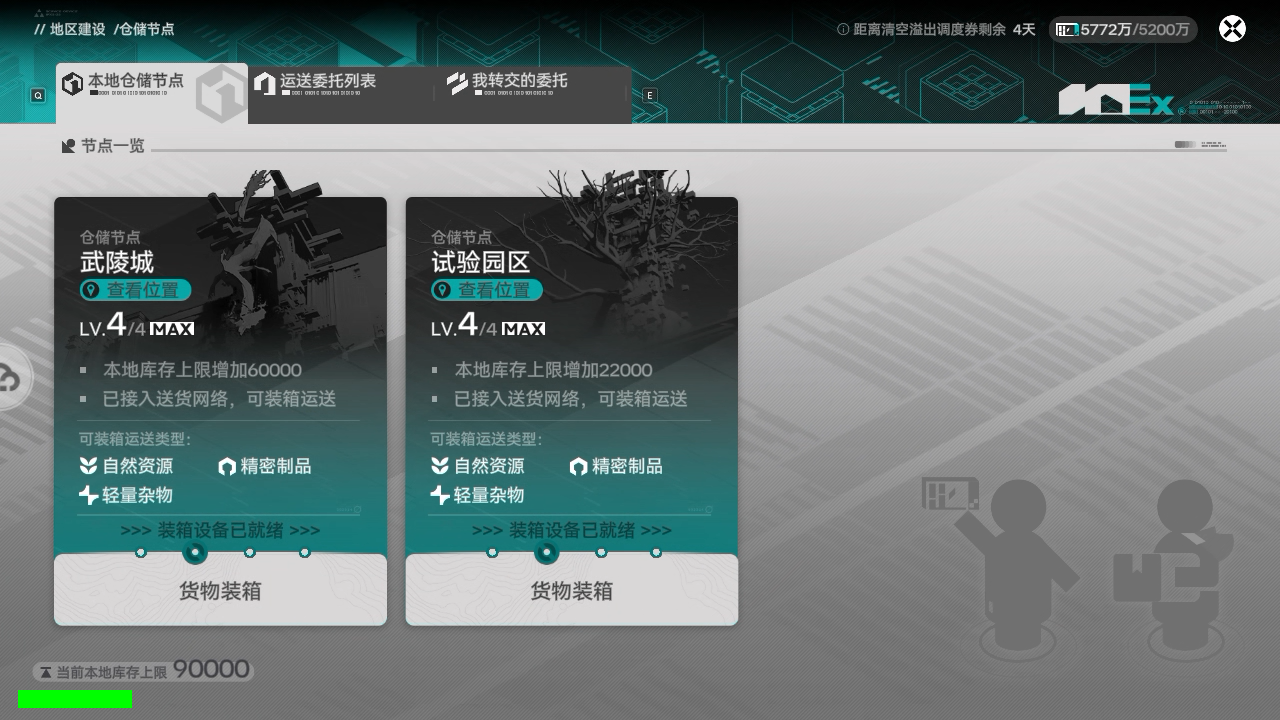 // 地区建设 /仓储节点
距离清空溢出调度券剩余 4天
5772万/5200万
Q
本地仓储节点
运送委托列表
我转交的委托
E
节点一览
仓储节点
武陵城
查看位置
LV.4/4 MAX
本地库存上限增加60000
已接入送货网络，可装箱运送
可装箱运送类型：
自然资源
精密制品
轻量杂物
>>> 装箱设备已就绪 >>>
货物装箱
仓储节点
试验园区
查看位置
LV.4/4 MAX
本地库存上限增加22000
已接入送货网络，可装箱运送
可装箱运送类型：
自然资源
精密制品
轻量杂物
>>> 装箱设备已就绪 >>>
货物装箱
当前本地库存上限 90000